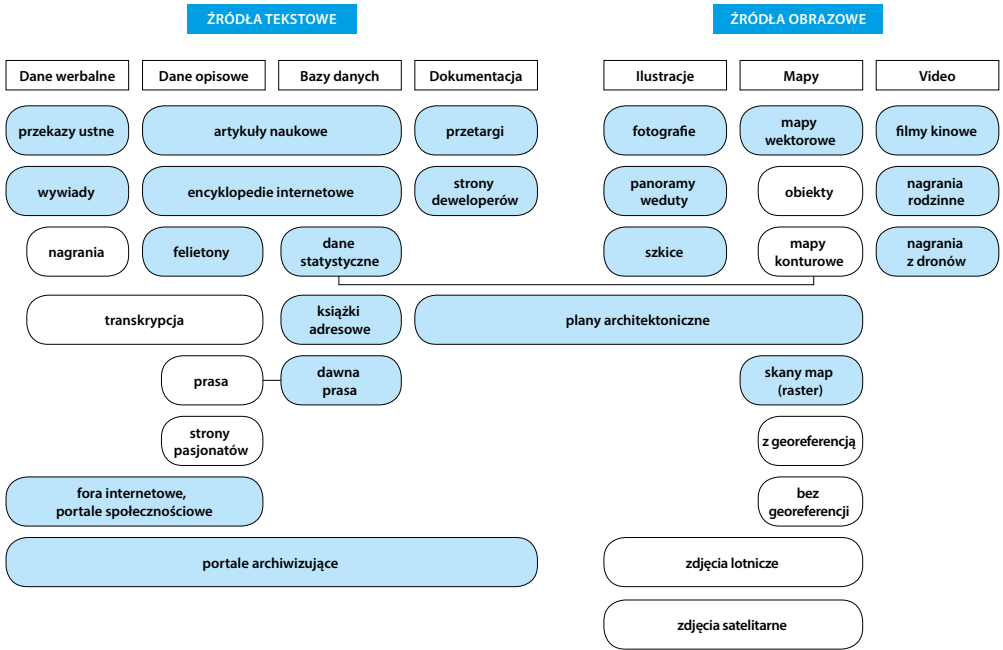 ŹRÓDŁA TEKSTOWE
ŹRÓDŁA OBRAZOWE
Dane werbalne
Dane opisowe
Bazy danych
Dokumentacja
Ilustracje
Mapy
Video
przekazy ustne
artykuły naukowe
przetargi
fotografie
mapy
wektorowe
filmy kinowe
wywiady
encyklopedie internetowe
strony
deweloperów
panoramy
weduty
obiekty
nagrania
rodzinne
nagrania
felietony
dane
statystyczne
szkice
mapy
konturowe
nagrania
z dronów
transkrypcja
książki
adresowe
plany architektoniczne
prasa
dawna
prasa
skany map
(raster)
strony
pasjonatów
z georeferencją
fora internetowe,
portale społecznościowe
bez
georeferencji
portale archiwizujące
zdjęcia lotnicze
zdjęcia satelitarne